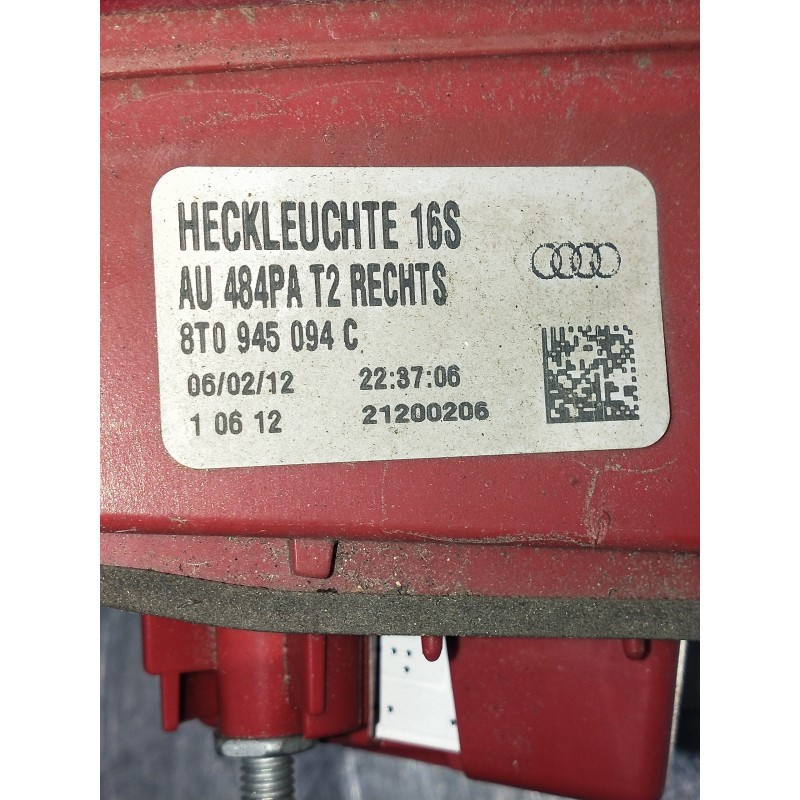 HECKLEUCHTE 16S
AU 484PA T2 RECHTS
8T0 945 094 C
06/02/12 22:37:06
1 06 12 21200206